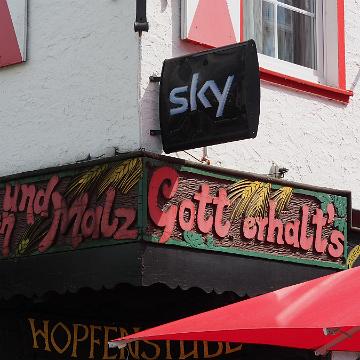 sky
und Malz Gott erhalt's
HOPFENSTUBE